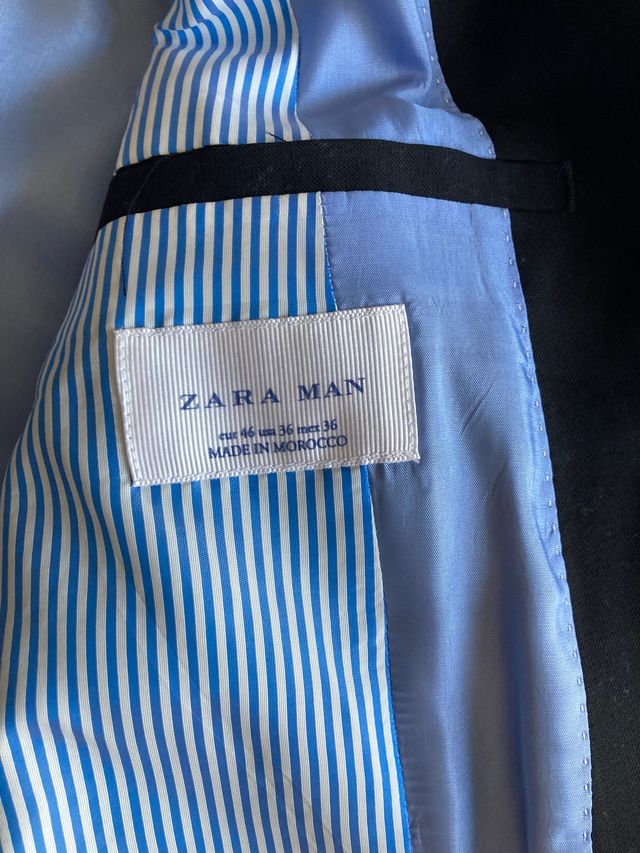 ZARA MAN
eur 46 usa 36 mex 36
MADE IN MOROCCO